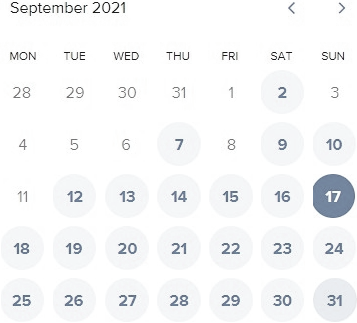 September 2021
MON TUE WED THU FRI SAT SUN
28 29 30 31 1 2 3
4 5 6 7 8 9 10
11 12 13 14 15 16 17
18 19 20 21 22 23 24
25 26 27 28 29 30 31